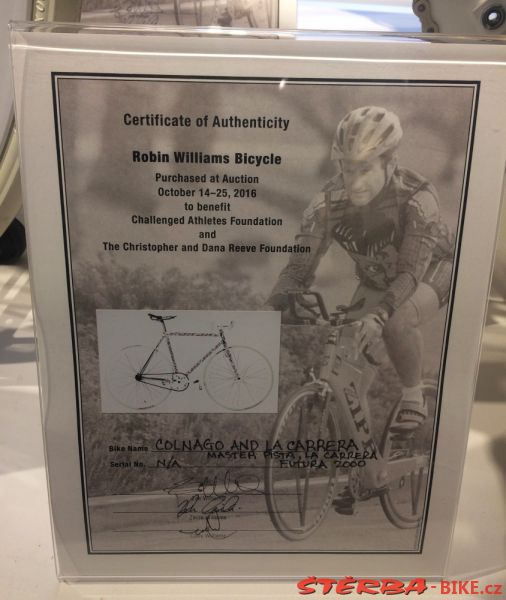 Certificate of Authenticity
Robin Williams Bicycle
Purchased at Auction
October 14–25, 2016
to benefit
Challenged Athletes Foundation
and
The Christopher and Dana Reeve Foundation
Bike Name COLNAGO AND LA CARRERA
MASTER PISTA, LA CARRERA
Serial No. N/A FUTURA 2000
ŠTĚRBA-BIKE.cz